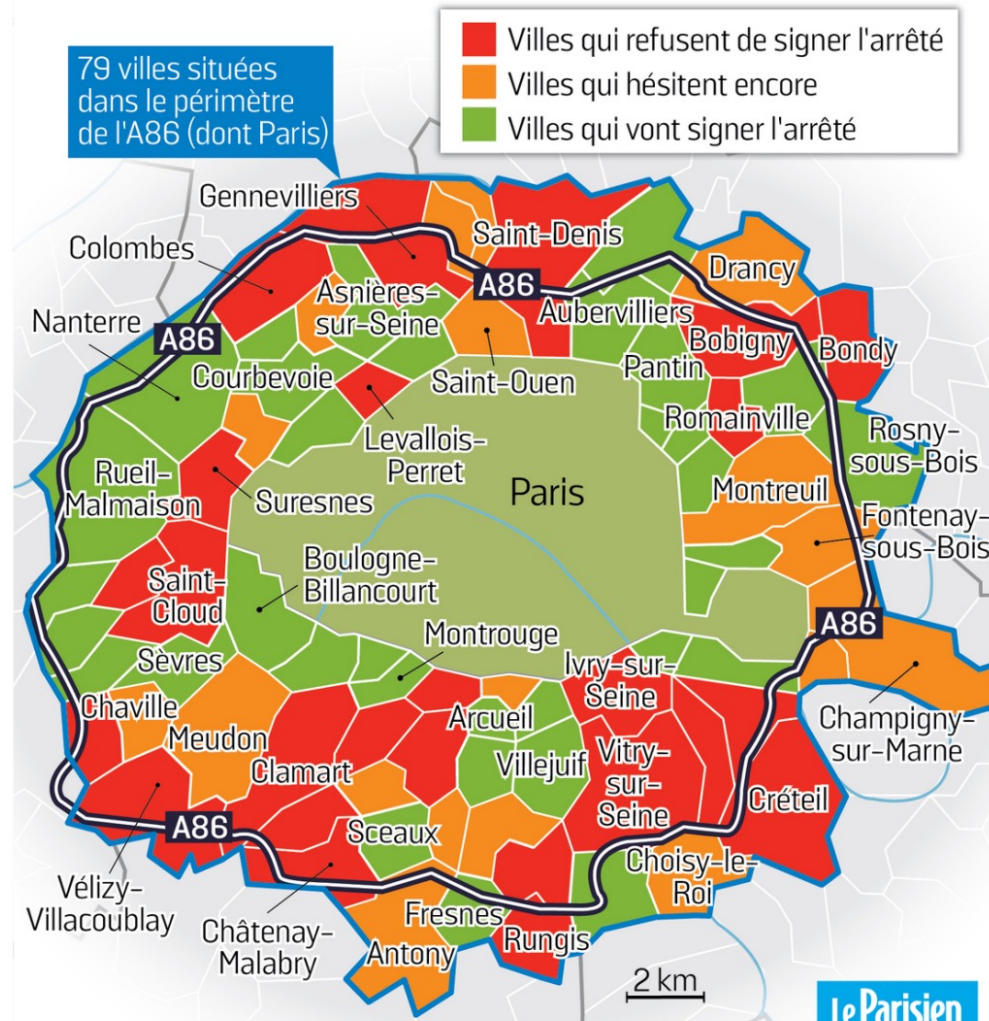 Villes qui refusent de signer l'arrêté
Villes qui hésitent encore
Villes qui vont signer l'arrêté
79 villes situées
dans le périmètre
de l'A86 (dont Paris)
Gennevilliers
Colombes
Nanterre
A86
Saint-Denis
A86
Drancy
Asnières-
sur-Seine
Aubervilliers
Bobigny
Bondy
Courbevoie
Saint-Ouen
Pantin
Levallois-
Perret
Romainville
Rosny-
sous-Bois
Rueil-
Malmaison
Suresnes
Paris
Montreuil
Fontenay-
sous-Bois
Boulogne-
Billancourt
Saint-
Cloud
A86
Montrouge
Sèvres
Ivry-sur-
Seine
Chaville
Meudon
Arcueil
Champigny-
sur-Marne
Clamart
Villejuif
Vitry-
sur-
Seine
Créteil
A86
Sceaux
Choisy-le-
Roi
Vélizy-
Villacoublay
Châtenay-
Malabry
Fresnes
Antony
Rungis
2 km
Le Parisien